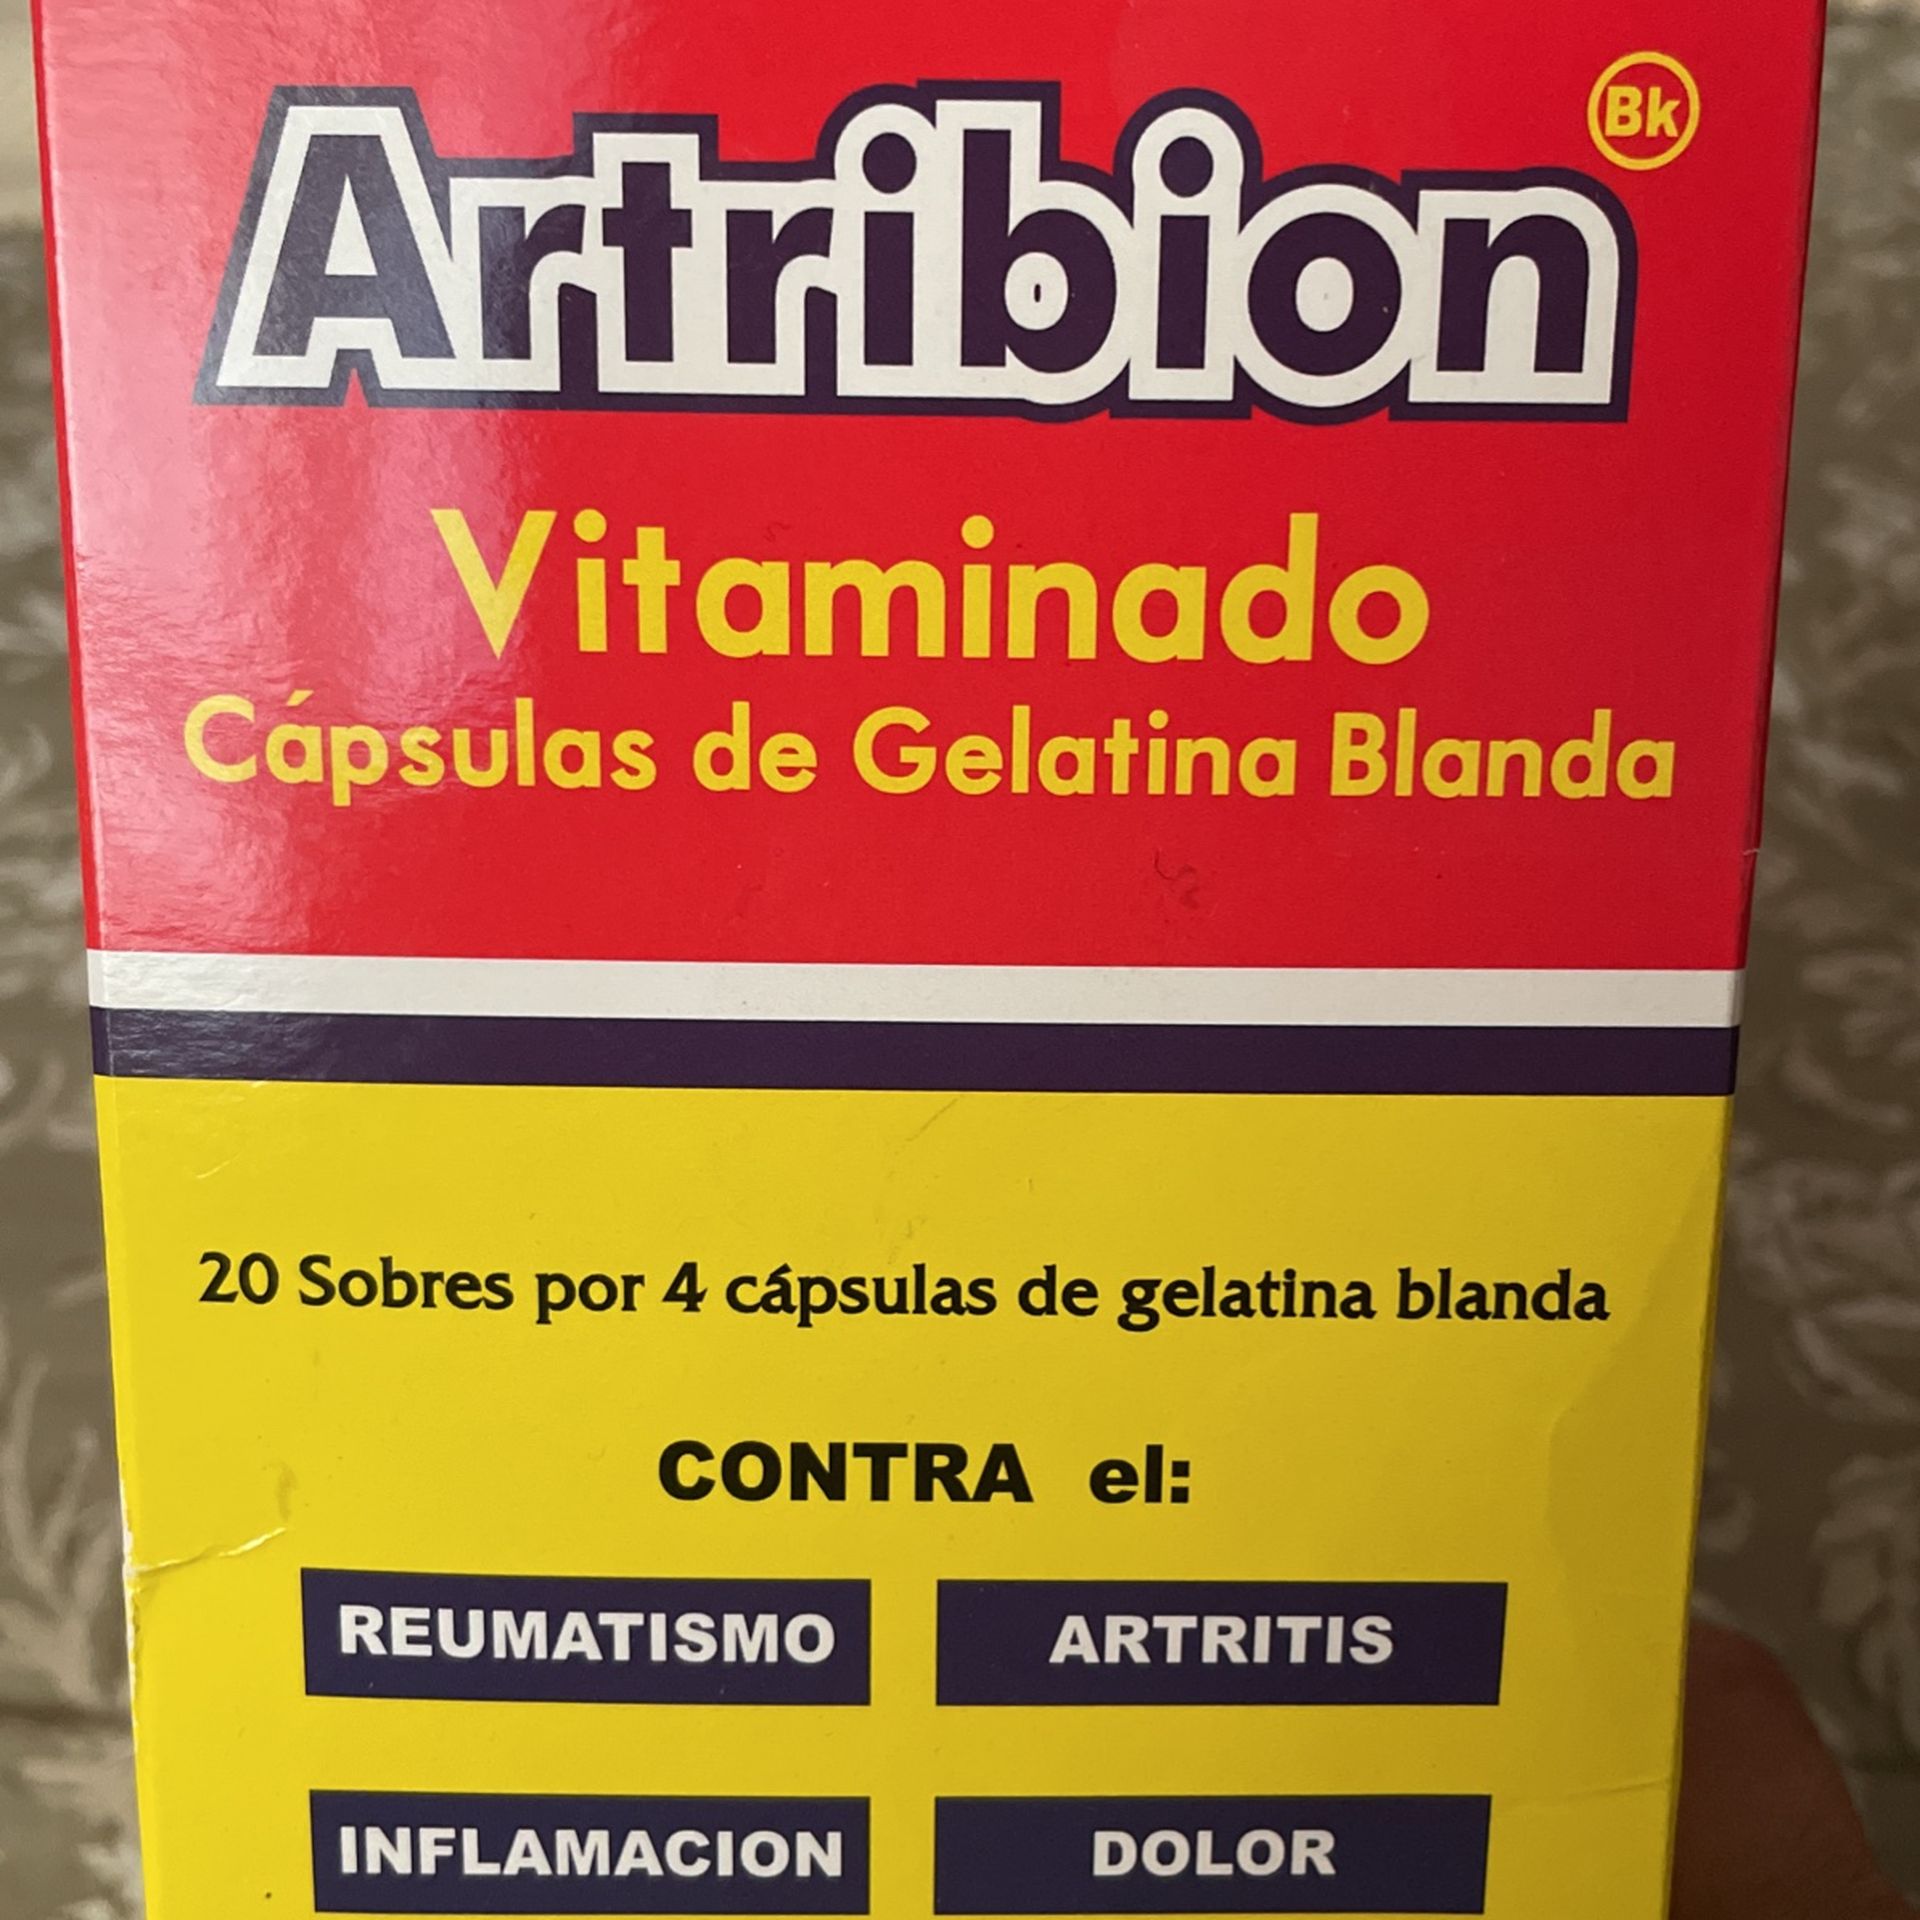 Artribion Bk
Vitaminado
Cápsulas de Gelatina Blanda
20 Sobres por 4 cápsulas de gelatina blanda
CONTRA el:
REUMATISMO ARTRITIS
INFLAMACION DOLOR